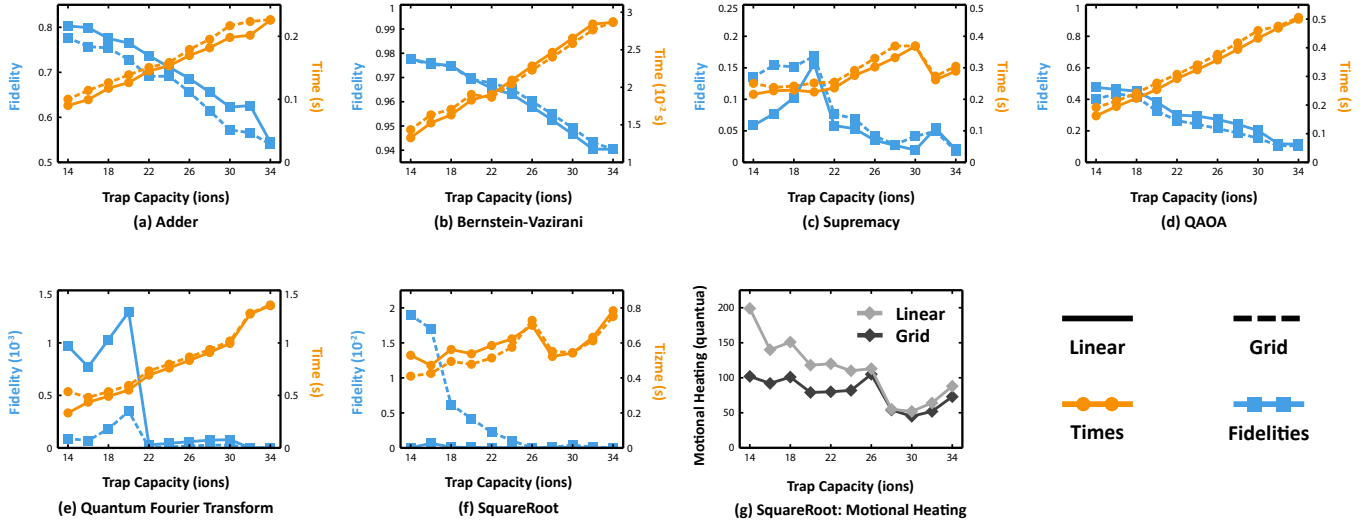 0.8
0.7
0.6
0.5
Fidelity
0.2
0.1
0
Time (s)
14 18 22 26 30 34
Trap Capacity (ions)
(a) Adder
1
0.99
0.98
0.97
0.96
0.95
0.94
Fidelity
3
2
1
Time (10⁻² s)
14 18 22 26 30 34
Trap Capacity (ions)
(b) Bernstein-Vazirani
0.25
0.2
0.15
0.1
0.05
0
Fidelity
0.5
0.4
0.3
0.2
0.1
0
Time (s)
14 18 22 26 30 34
Trap Capacity (ions)
(c) Supremacy
1
0.8
0.6
0.4
0.2
0
Fidelity
0.5
0.4
0.3
0.2
0.1
0
Time (s)
14 18 22 26 30 34
Trap Capacity (ions)
(d) QAOA
1.5
1
0.5
0
Fidelity (10⁻³)
1.5
1
0.5
0
Time (s)
14 18 22 26 30 34
Trap Capacity (ions)
(e) Quantum Fourier Transform
2
1.5
1
0.5
0
Fidelity (10⁻²)
0.8
0.6
0.4
0.2
0
Tizme (s)
14 18 22 26 30 34
Trap Capacity (ions)
(f) SquareRoot
200
150
100
50
0
Motional Heating (quantua)
Linear
Grid
14 18 22 26 30 34
Trap Capacity (ions)
(g) SquareRoot: Motional Heating
Linear
Grid
Times
Fidelities